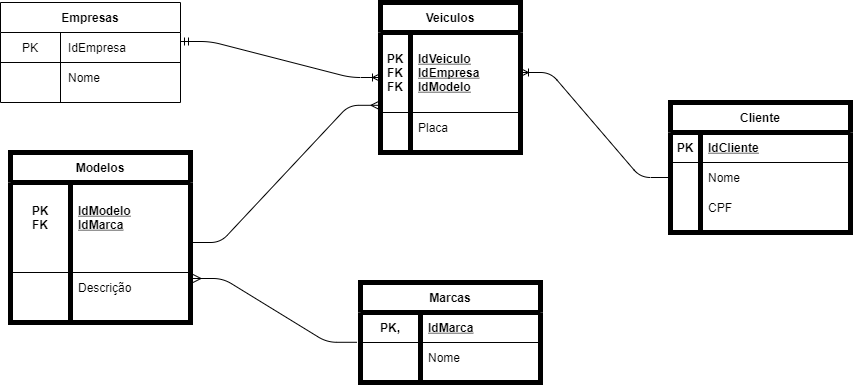 Empresas
PK IdEmpresa
Nome
Veiculos
PK IdVeiculo
FK IdEmpresa
FK IdModelo
Placa
Cliente
PK IdCliente
Nome
CPF
Modelos
PK IdModelo
FK IdMarca
Descrição
Marcas
PK, IdMarca
Nome